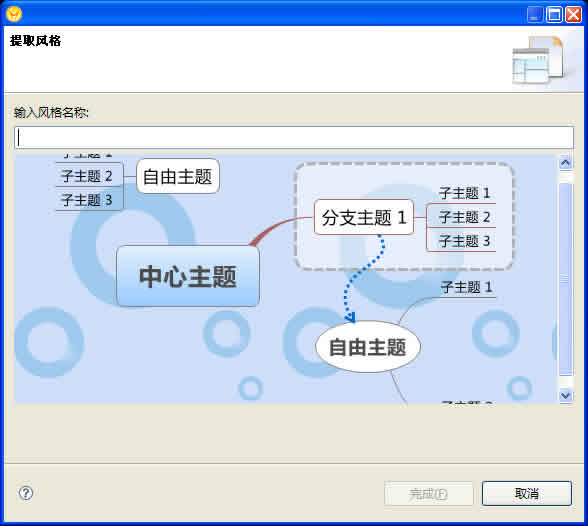 提取风格
输入风格名称:
子主题 2
自由主题
子主题 3
子主题 1
分支主题 1
子主题 2
子主题 3
中心主题
子主题 1
自由主题
?
完成(F)
取消